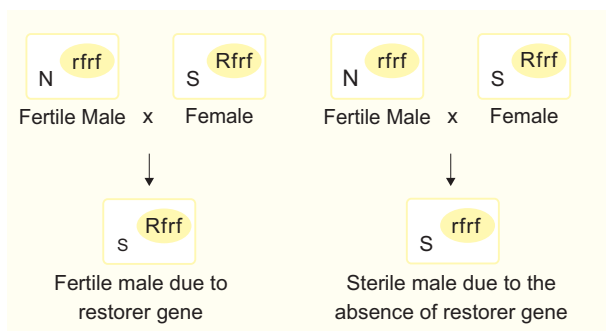 N rfrf
S Rfrf
Fertile Male x Female
S Rfrf
Fertile male due to
restorer gene
N rfrf
S Rfrf
Fertile Male x Female
S rfrf
Sterile male due to the
absence of restorer gene